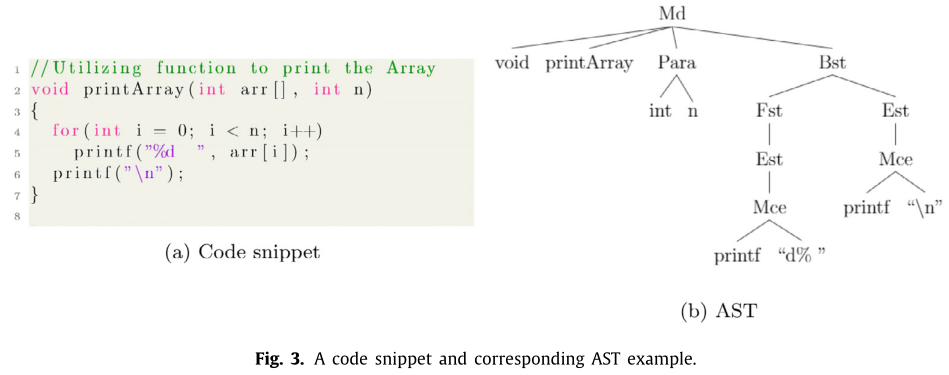 1 //Utilizing function to print the Array
2 void printArray(int arr[], int n)
3 {
4 for(int i = 0; i < n; i++)
5 printf("%d ", arr[i]);
6 printf("\n");
7 }
8
(a) Code snippet
Md
void printArray Para Bst
int n Fst Est
Est Mce
Mce printf “\n”
printf “d% ”
(b) AST
Fig. 3. A code snippet and corresponding AST example.